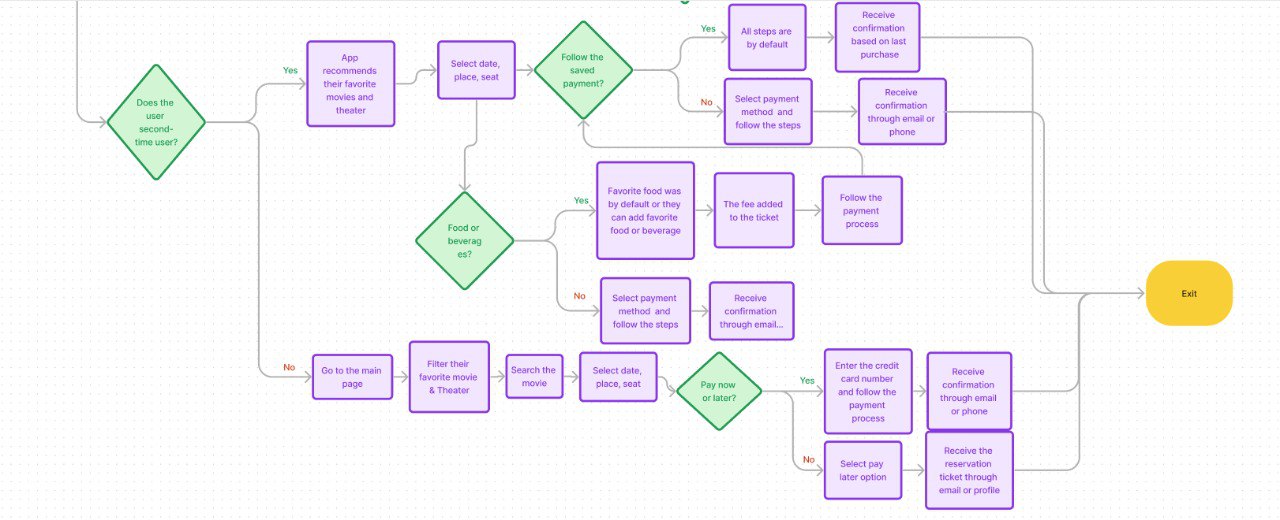 Does the
user
second-
time user?
Yes
App
recommends
their favorite
movies and
theater
Select date,
place, seat
Follow the
saved
payment?
Yes
All steps are
by default
Receive
confirmation
based on last
purchase
No
Select payment
method and
follow the steps
Receive
confirmation
through email or
phone
Food or
beverag
es?
Yes
Favorite food was
by default or they
can add favorite
food or beverage
The fee added
to the ticket
Follow the
payment
process
No
Select payment
method and
follow the steps
Receive
confirmation
through email...
Exit
No
Go to the main
page
Filter their
favorite movie
& Theater
Search the
movie
Select date,
place, seat
Pay now
or later?
Yes
Enter the credit
card number
and follow the
payment
process
Receive
confirmation
through email
or phone
No
Select pay
later option
Receive the
reservation
ticket through
email or profile